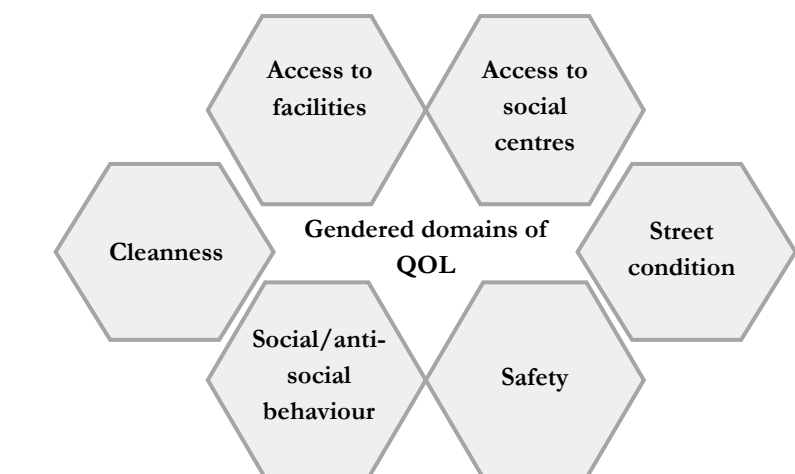 Access to
facilities
Access to
social
centres
Cleanness
Gendered domains of
QOL
Street
condition
Social/anti-
social
behaviour
Safety